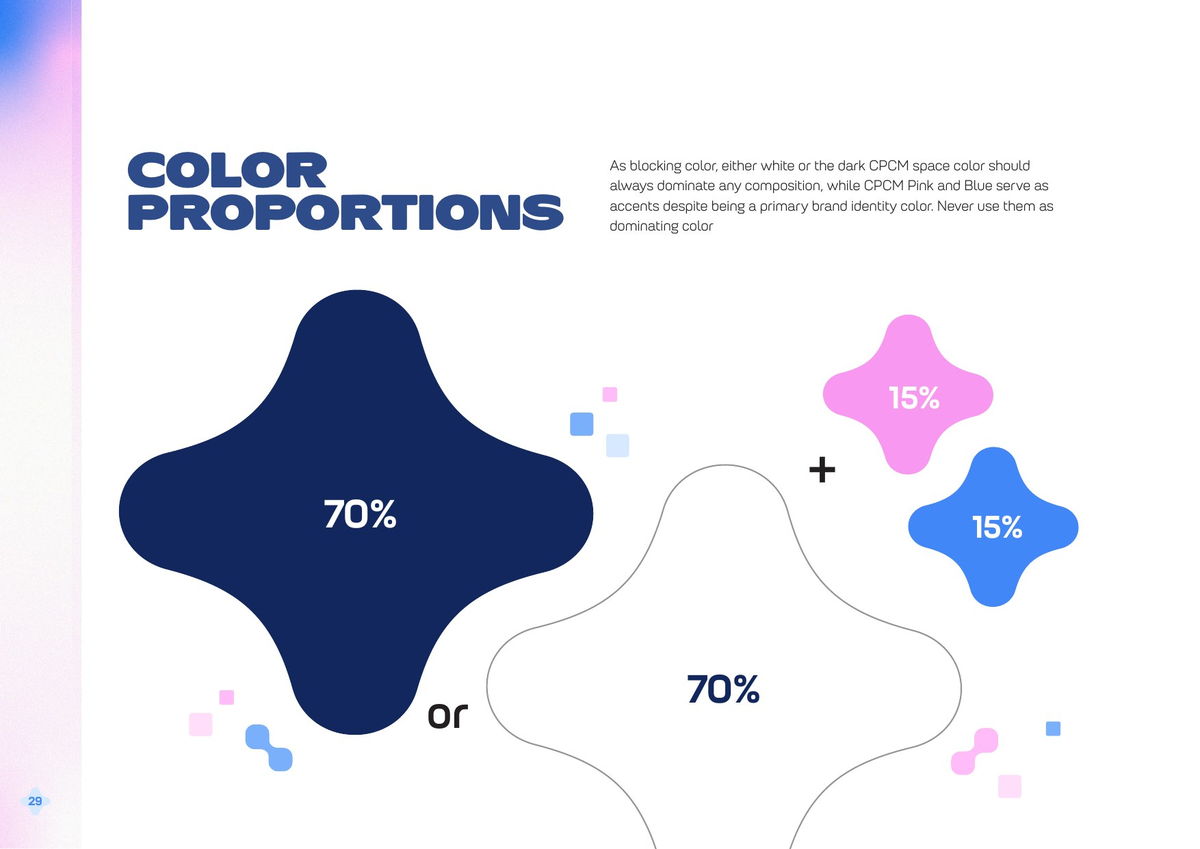 COLOR
PROPORTIONS
As blocking color, either white or the dark CPCM space color should
always dominate any composition, while CPCM Pink and Blue serve as
accents despite being a primary brand identity color. Never use them as
dominating color
15%
+
15%
70%
70%
or
29